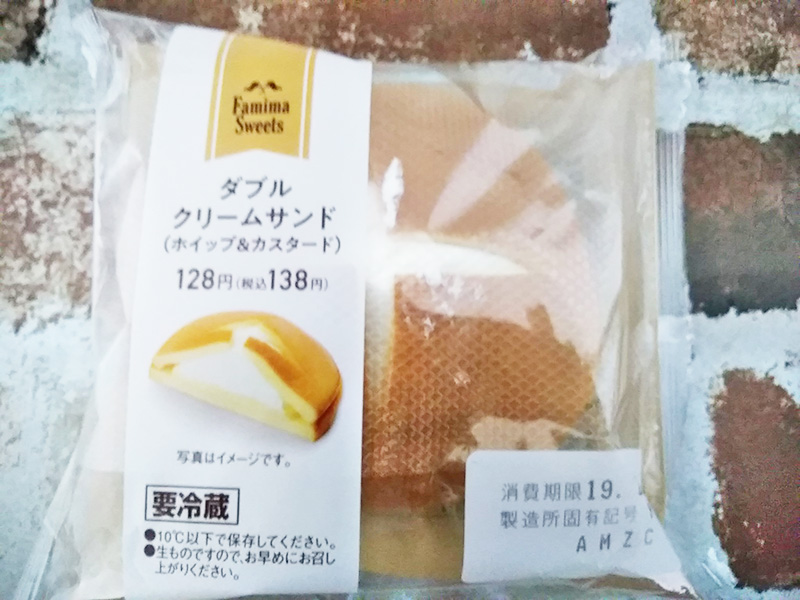 Famima
Sweets
ダブル
クリームサンド
(ホイップ&カスタード)
128円(税込138円)
写真はイメージです。
要冷蔵
●10℃以下で保存してください。
●生ものですので、お早めにお召し
上がりください。
消費期限19.
製造所固有記号
AMZC